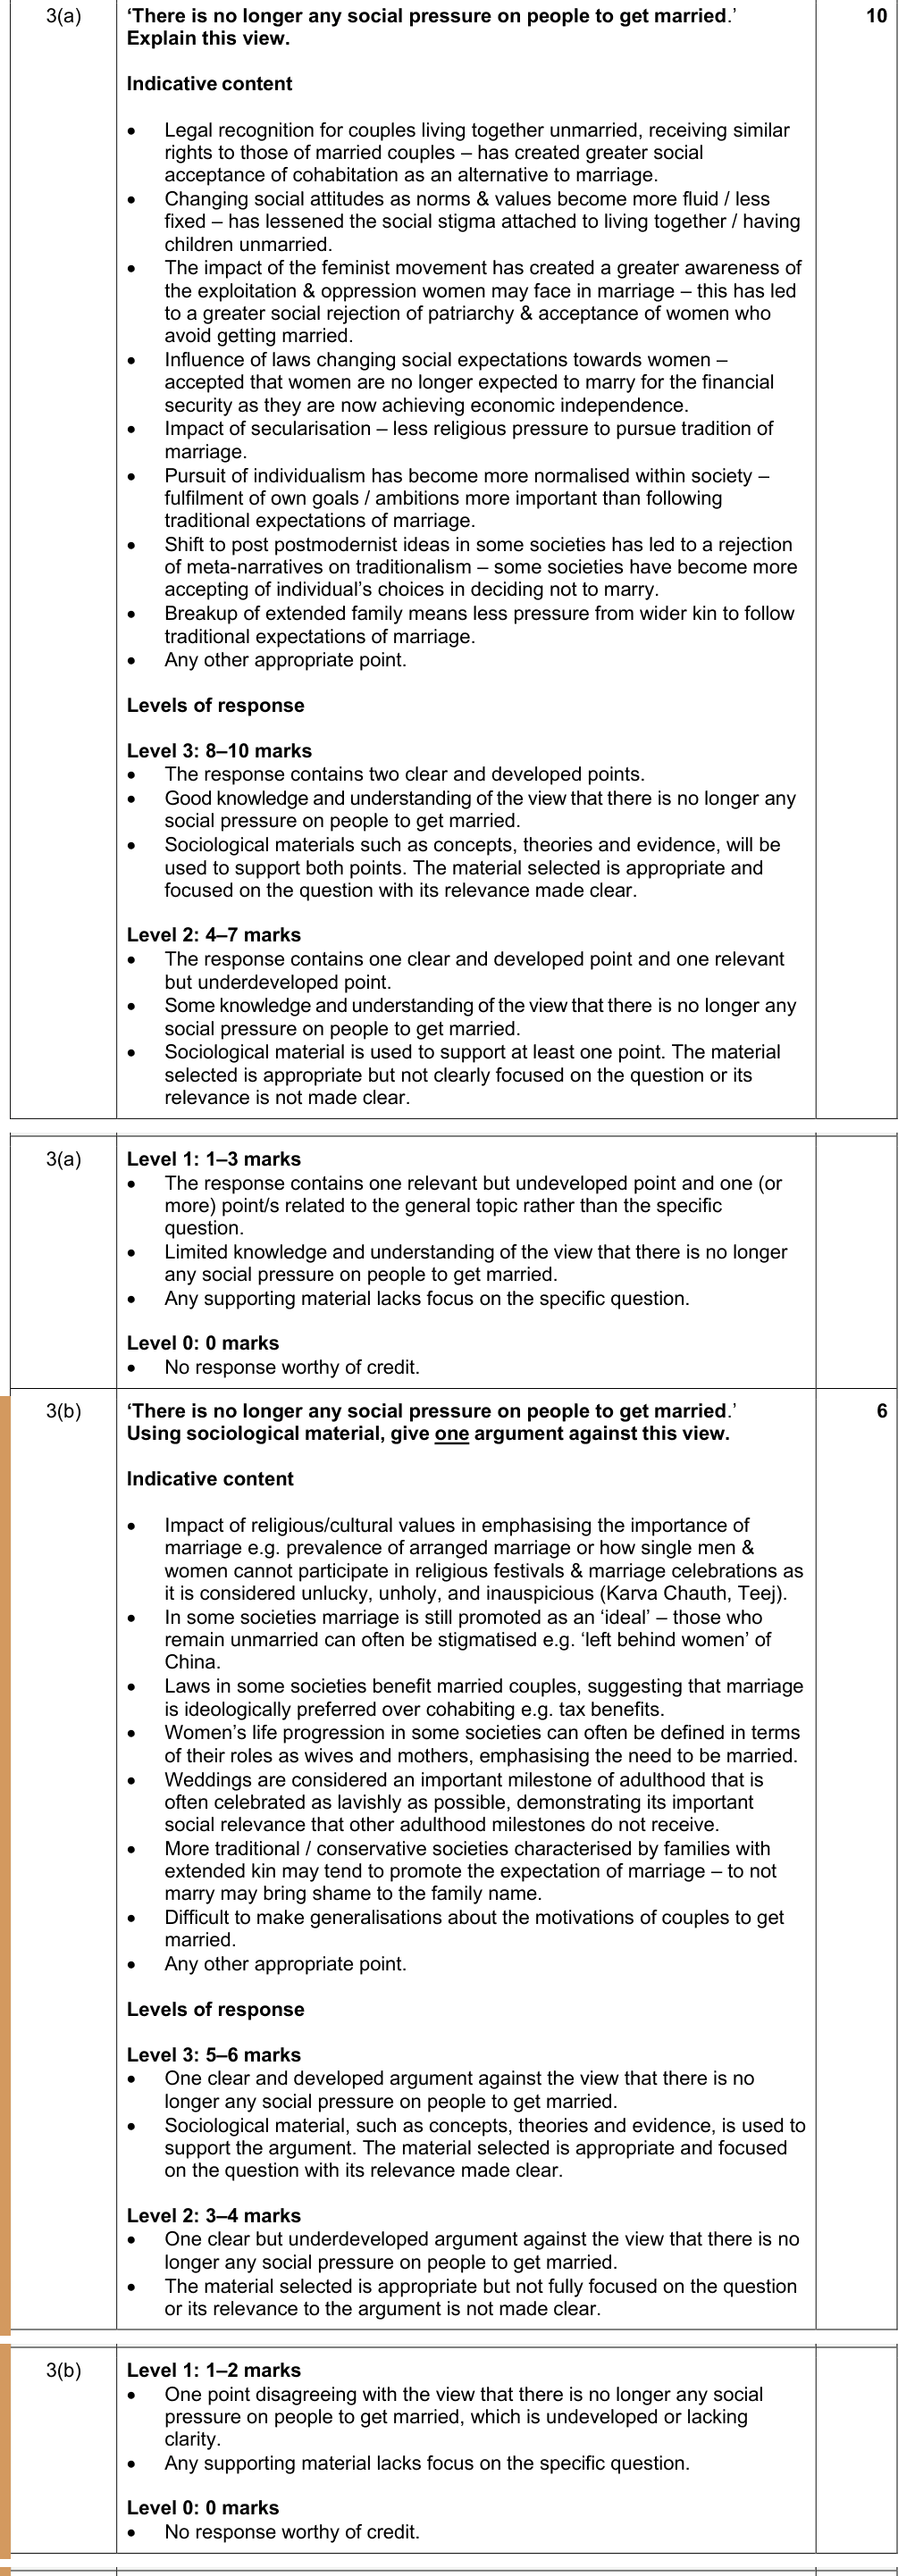 3(a) ‘There is no longer any social pressure on people to get married.’ 10
Explain this view.
Indicative content
• Legal recognition for couples living together unmarried, receiving similar
rights to those of married couples – has created greater social
acceptance of cohabitation as an alternative to marriage.
• Changing social attitudes as norms & values become more fluid / less
fixed – has lessened the social stigma attached to living together / having
children unmarried.
• The impact of the feminist movement has created a greater awareness of
the exploitation & oppression women may face in marriage – this has led
to a greater social rejection of patriarchy & acceptance of women who
avoid getting married.
• Influence of laws changing social expectations towards women –
accepted that women are no longer expected to marry for the financial
security as they are now achieving economic independence.
• Impact of secularisation – less religious pressure to pursue tradition of
marriage.
• Pursuit of individualism has become more normalised within society –
fulfilment of own goals / ambitions more important than following
traditional expectations of marriage.
• Shift to post postmodernist ideas in some societies has led to a rejection
of meta-narratives on traditionalism – some societies have become more
accepting of individual’s choices in deciding not to marry.
• Breakup of extended family means less pressure from wider kin to follow
traditional expectations of marriage.
• Any other appropriate point.
Levels of response
Level 3: 8–10 marks
• The response contains two clear and developed points.
• Good knowledge and understanding of the view that there is no longer any
social pressure on people to get married.
• Sociological materials such as concepts, theories and evidence, will be
used to support both points. The material selected is appropriate and
focused on the question with its relevance made clear.
Level 2: 4–7 marks
• The response contains one clear and developed point and one relevant
but underdeveloped point.
• Some knowledge and understanding of the view that there is no longer any
social pressure on people to get married.
• Sociological material is used to support at least one point. The material
selected is appropriate but not clearly focused on the question or its
relevance is not made clear.
3(a) Level 1: 1–3 marks
• The response contains one relevant but undeveloped point and one (or
more) point/s related to the general topic rather than the specific
question.
• Limited knowledge and understanding of the view that there is no longer
any social pressure on people to get married.
• Any supporting material lacks focus on the specific question.
Level 0: 0 marks
• No response worthy of credit.
3(b) ‘There is no longer any social pressure on people to get married.’ 6
Using sociological material, give one argument against this view.
Indicative content
• Impact of religious/cultural values in emphasising the importance of
marriage e.g. prevalence of arranged marriage or how single men &
women cannot participate in religious festivals & marriage celebrations as
it is considered unlucky, unholy, and inauspicious (Karva Chauth, Teej).
• In some societies marriage is still promoted as an ‘ideal’ – those who
remain unmarried can often be stigmatised e.g. ‘left behind women’ of
China.
• Laws in some societies benefit married couples, suggesting that marriage
is ideologically preferred over cohabiting e.g. tax benefits.
• Women’s life progression in some societies can often be defined in terms
of their roles as wives and mothers, emphasising the need to be married.
• Weddings are considered an important milestone of adulthood that is
often celebrated as lavishly as possible, demonstrating its important
social relevance that other adulthood milestones do not receive.
• More traditional / conservative societies characterised by families with
extended kin may tend to promote the expectation of marriage – to not
marry may bring shame to the family name.
• Difficult to make generalisations about the motivations of couples to get
married.
• Any other appropriate point.
Levels of response
Level 3: 5–6 marks
• One clear and developed argument against the view that there is no
longer any social pressure on people to get married.
• Sociological material, such as concepts, theories and evidence, is used to
support the argument. The material selected is appropriate and focused
on the question with its relevance made clear.
Level 2: 3–4 marks
• One clear but underdeveloped argument against the view that there is no
longer any social pressure on people to get married.
• The material selected is appropriate but not fully focused on the question
or its relevance to the argument is not made clear.
3(b) Level 1: 1–2 marks
• One point disagreeing with the view that there is no longer any social
pressure on people to get married, which is undeveloped or lacking
clarity.
• Any supporting material lacks focus on the specific question.
Level 0: 0 marks
• No response worthy of credit.